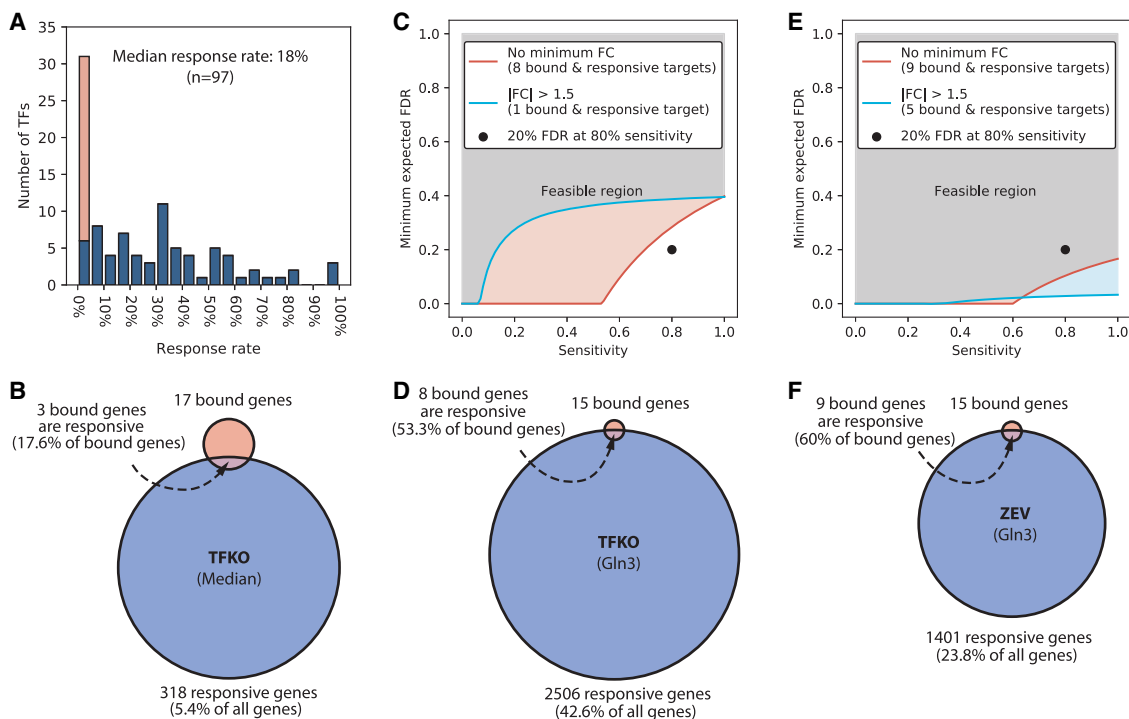 A
Median response rate: 18%
(n=97)
Number of TFs
35
30
25
20
15
10
5
0
0%
10%
20%
30%
40%
50%
60%
70%
80%
90%
100%
Response rate
C
No minimum FC
(8 bound & responsive targets)
|FC| > 1.5
(1 bound & responsive target)
20% FDR at 80% sensitivity
Feasible region
Minimum expected FDR
1.0
0.8
0.6
0.4
0.2
0.0
0.0
0.2
0.4
0.6
0.8
1.0
Sensitivity
E
No minimum FC
(9 bound & responsive targets)
|FC| > 1.5
(5 bound & responsive targets)
20% FDR at 80% sensitivity
Feasible region
Minimum expected FDR
1.0
0.8
0.6
0.4
0.2
0.0
0.0
0.2
0.4
0.6
0.8
1.0
Sensitivity
B
3 bound genes
are responsive
(17.6% of bound genes)
17 bound genes
TFKO
(Median)
318 responsive genes
(5.4% of all genes)
D
8 bound genes
are responsive
(53.3% of bound genes)
15 bound genes
TFKO
(Gln3)
2506 responsive genes
(42.6% of all genes)
F
9 bound genes
are responsive
(60% of bound genes)
15 bound genes
ZEV
(Gln3)
1401 responsive genes
(23.8% of all genes)